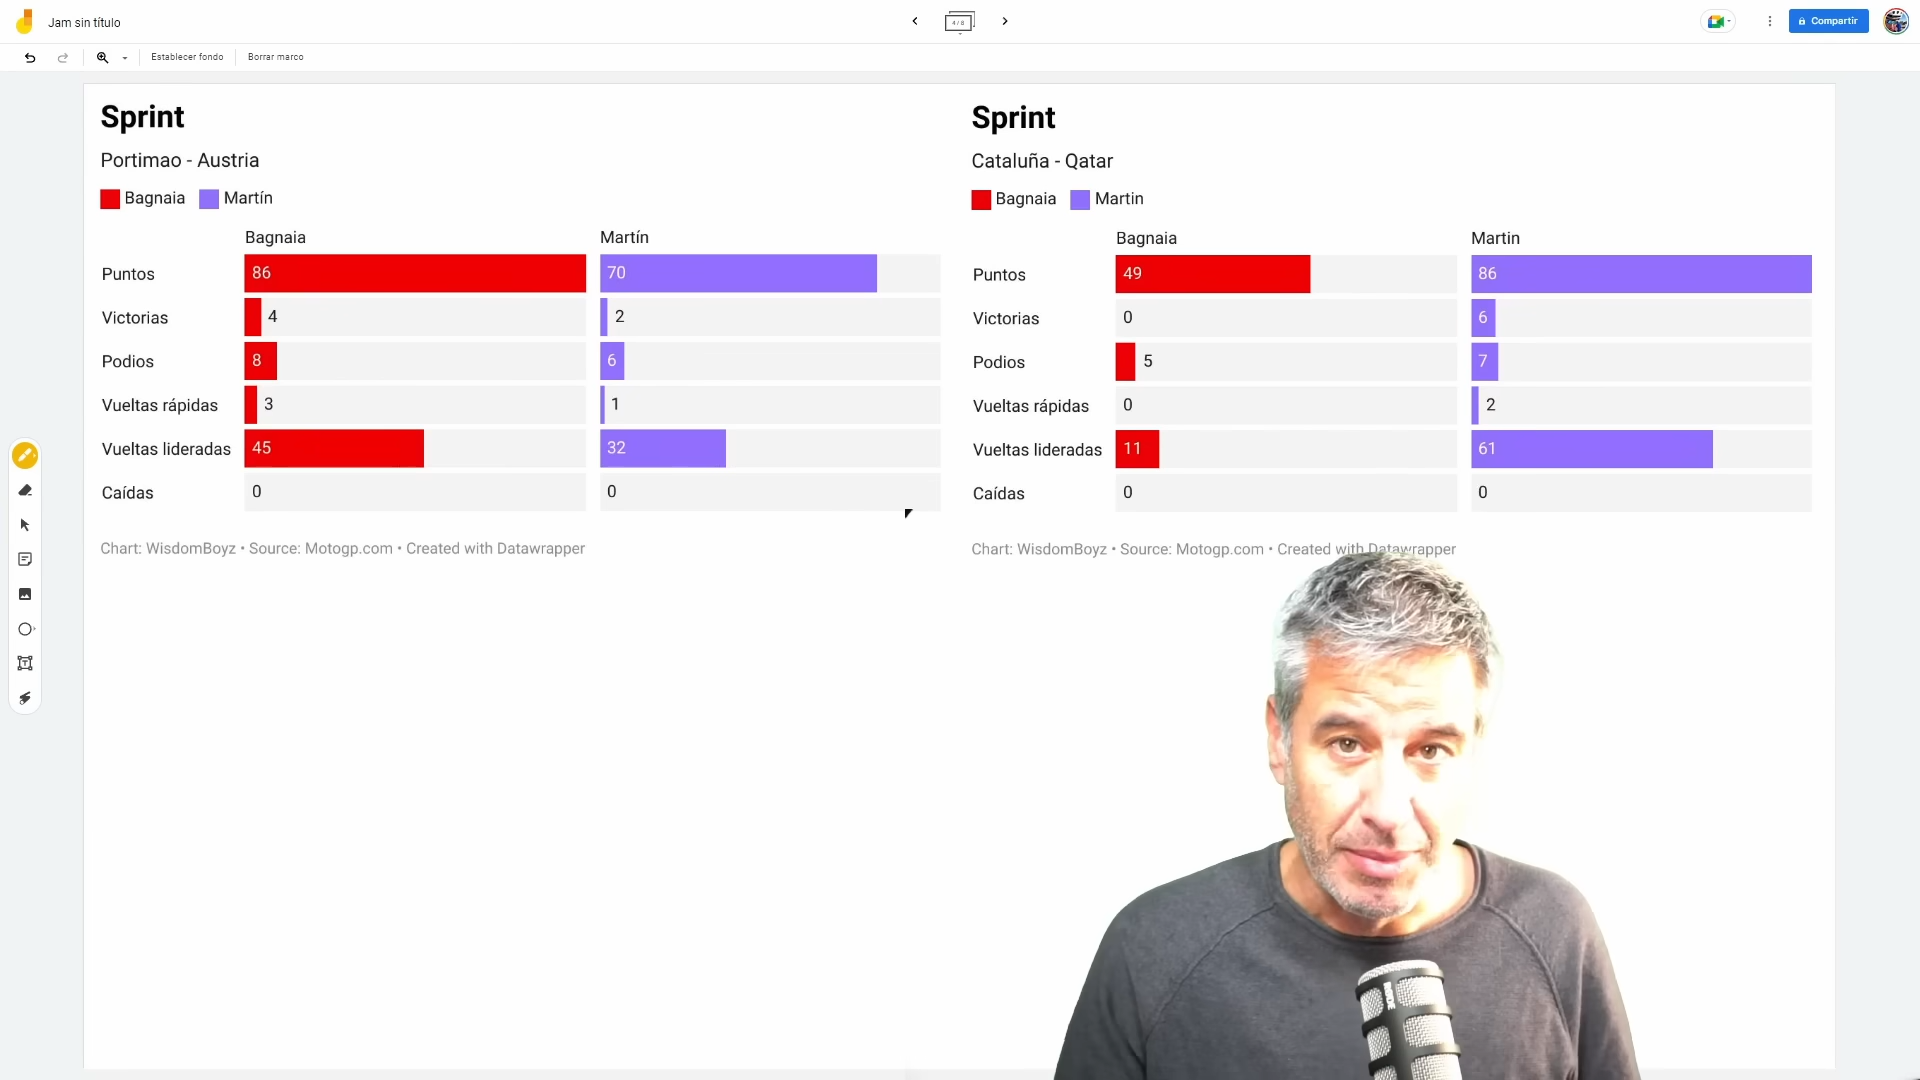 Jam sin título
4 / 8
Compartir
Establecer fondo
Borrar marco
Sprint
Portimao - Austria
Bagnaia Martín
Bagnaia Martín
Puntos 86 70
Victorias 4 2
Podios 8 6
Vueltas rápidas 3 1
Vueltas lideradas 45 32
Caídas 0 0
Chart: WisdomBoyz • Source: Motogp.com • Created with Datawrapper
Sprint
Cataluña - Qatar
Bagnaia Martin
Bagnaia Martin
Puntos 49 86
Victorias 0 6
Podios 5 7
Vueltas rápidas 0 2
Vueltas lideradas 11 61
Caídas 0 0
Chart: WisdomBoyz • Source: Motogp.com • Created with Datawrapper